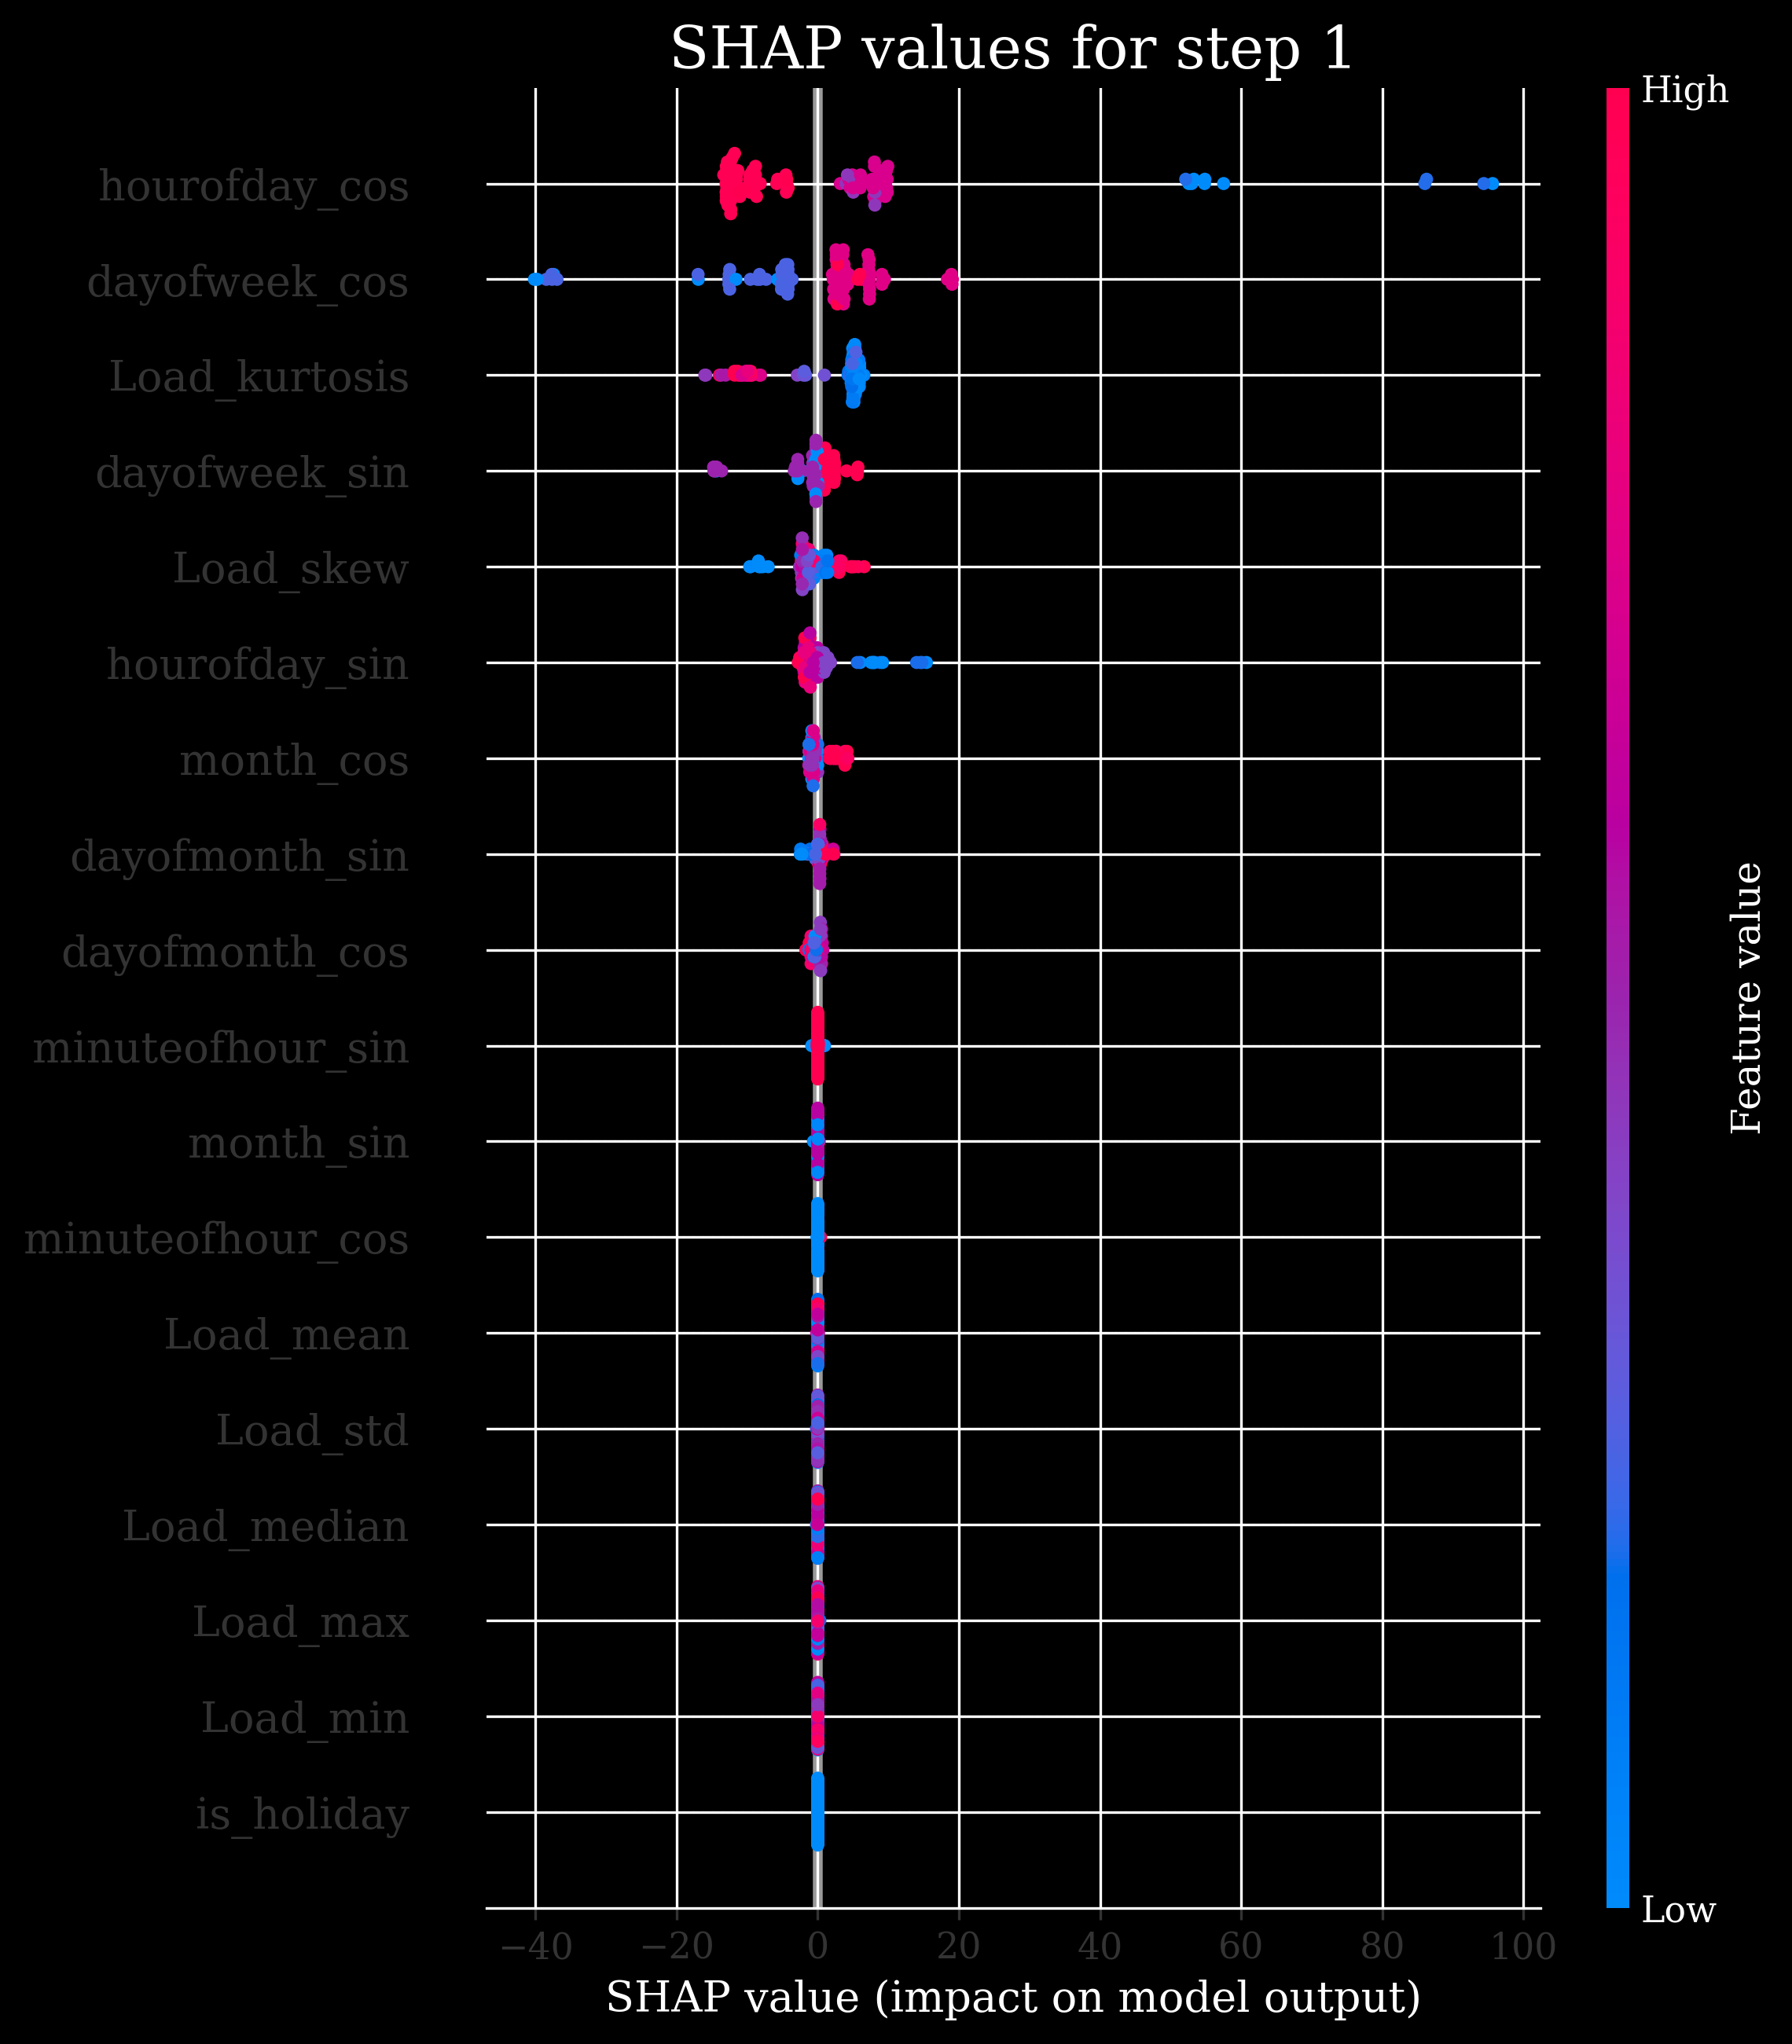 SHAP values for step 1
High
hourofday_cos
dayofweek_cos
Load_kurtosis
dayofweek_sin
Load_skew
hourofday_sin
month_cos
dayofmonth_sin
dayofmonth_cos
minuteofhour_sin
month_sin
minuteofhour_cos
Load_mean
Load_std
Load_median
Load_max
Load_min
is_holiday
Feature value
Low
−40 −20 0 20 40 60 80 100
SHAP value (impact on model output)